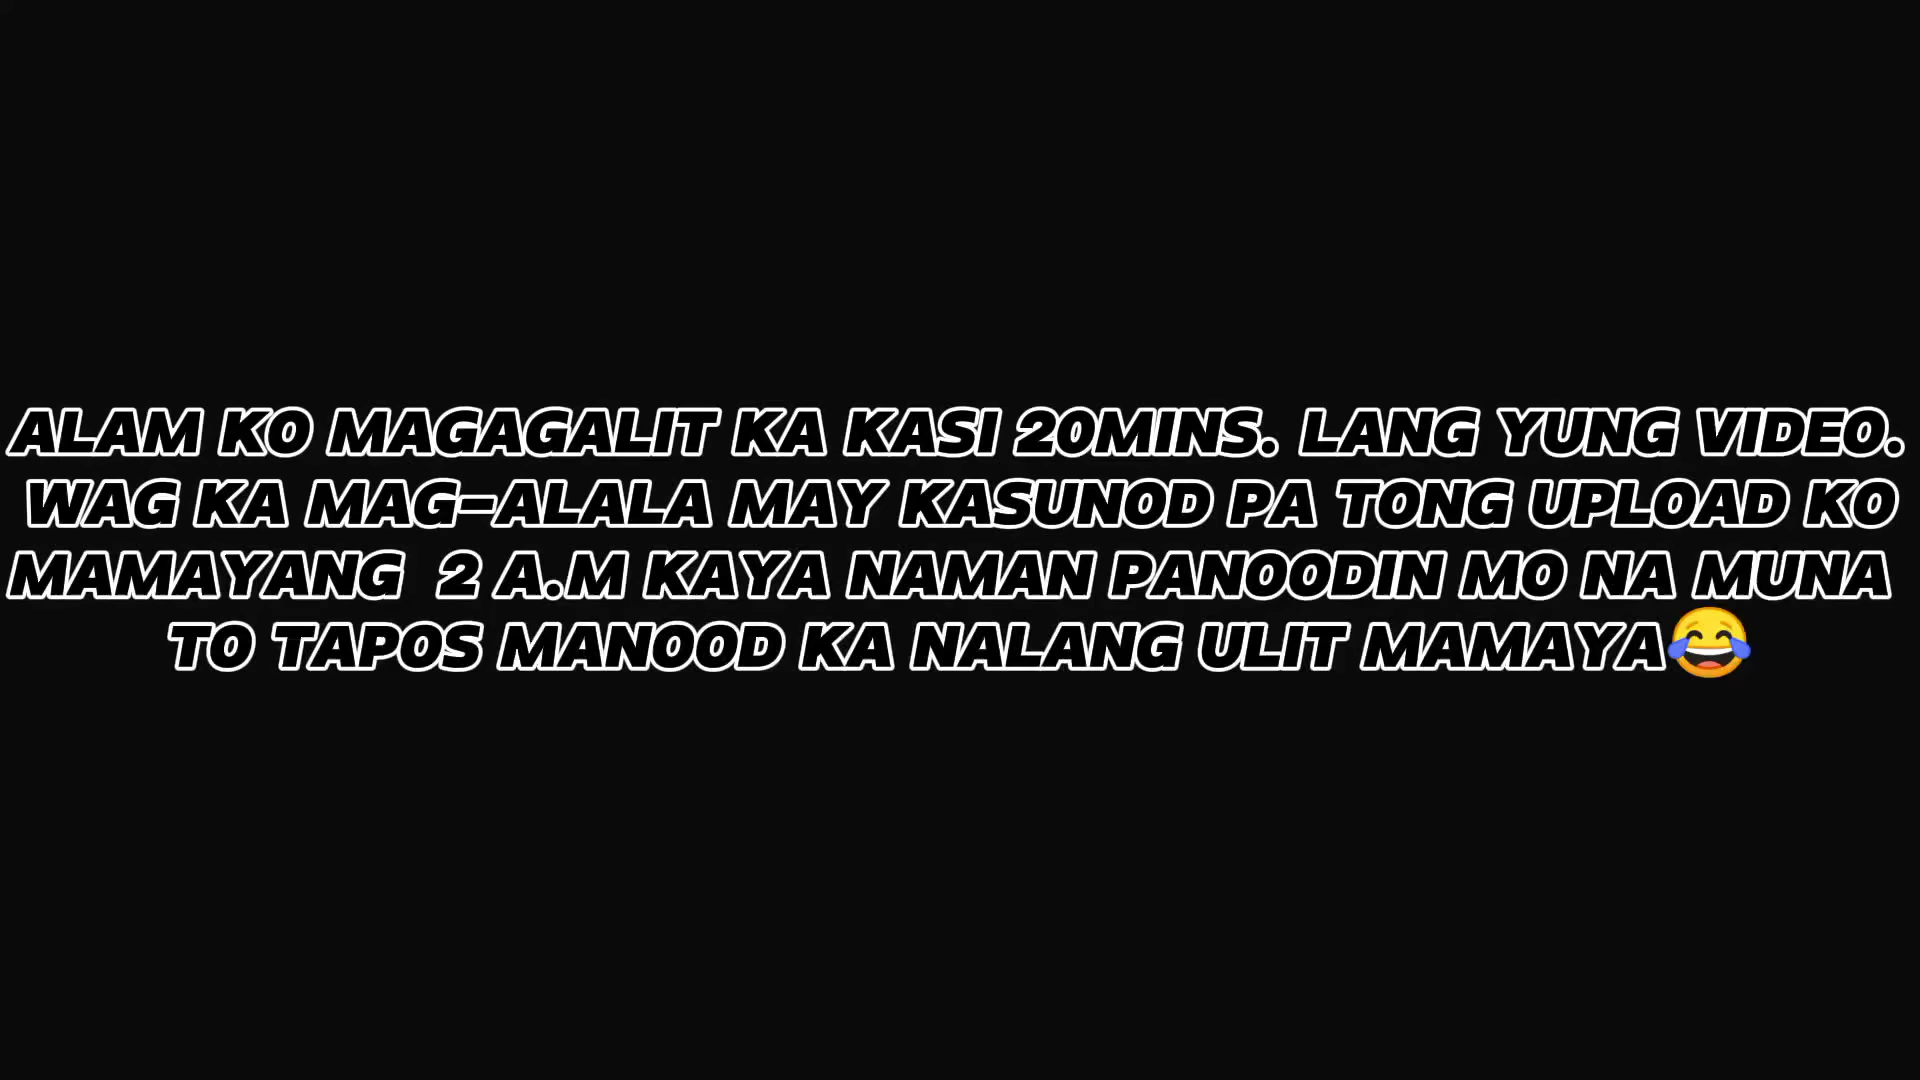 ALAM KO MAGAGALIT KA KASI 20MINS. LANG YUNG VIDEO.
WAG KA MAG-ALALA MAY KASUNOD PA TONG UPLOAD KO
MAMAYANG  2 A.M KAYA NAMAN PANOODIN MO NA MUNA
TO TAPOS MANOOD KA NALANG ULIT MAMAYA😂